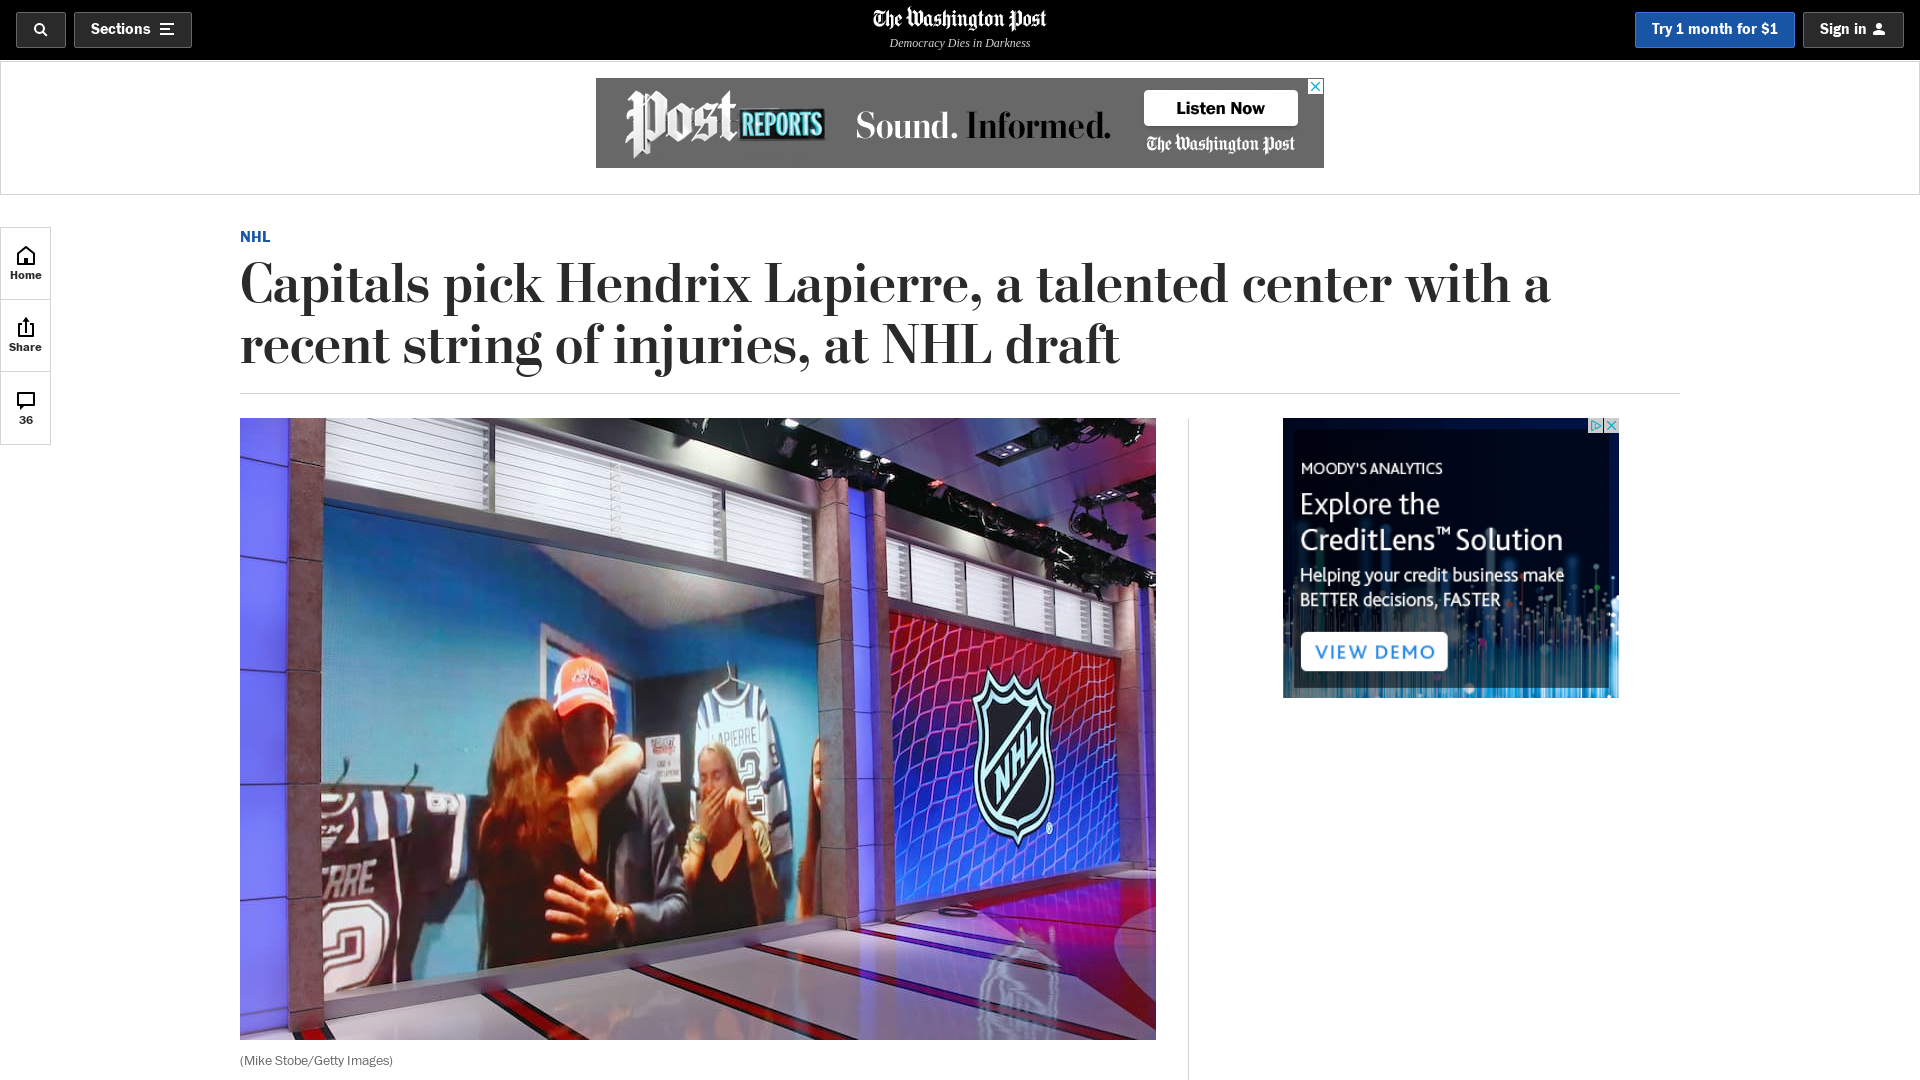 Sections
The Washington Post
Democracy Dies in Darkness
Try 1 month for $1
Sign in
Post REPORTS
Sound. Informed.
Listen Now
The Washington Post
Home
Share
36
NHL
Capitals pick Hendrix Lapierre, a talented center with a
recent string of injuries, at NHL draft
LAPIERRE
NHL
®
MOODY'S ANALYTICS
Explore the
CreditLens™ Solution
Helping your credit business make
BETTER decisions, FASTER
VIEW DEMO
(Mike Stobe/Getty Images)